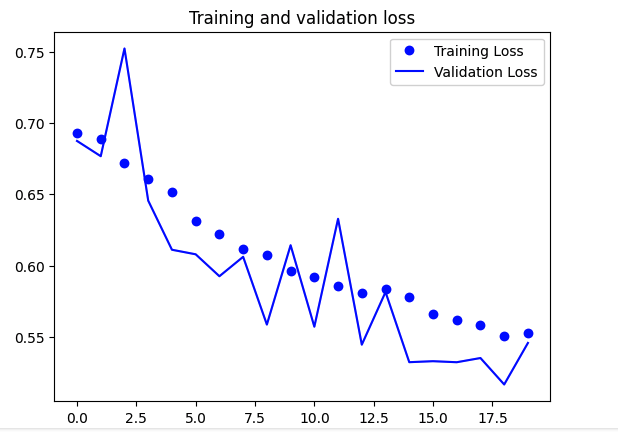 Training and validation loss
Training Loss
Validation Loss
0.75
0.70
0.65
0.60
0.55
0.0 2.5 5.0 7.5 10.0 12.5 15.0 17.5